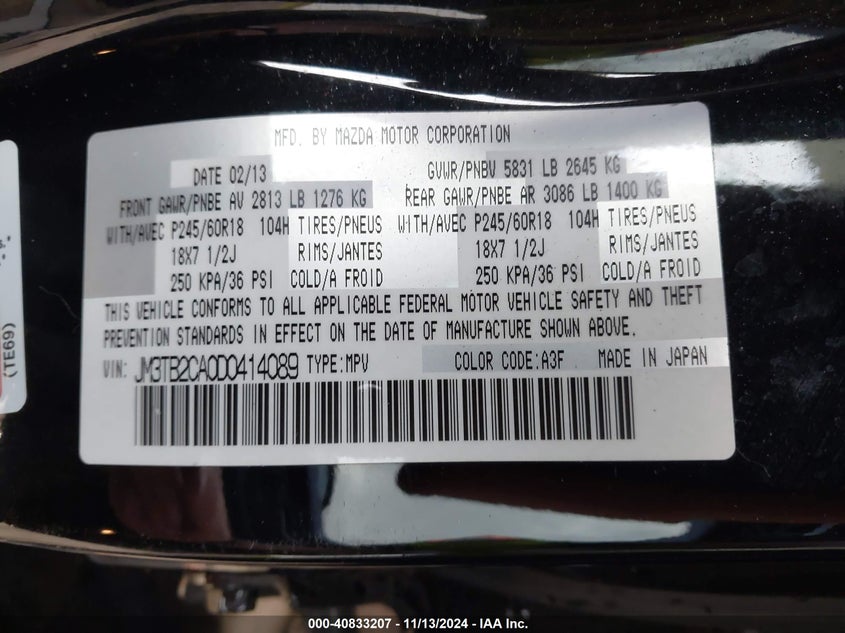 MFD. BY MAZDA MOTOR CORPORATION
DATE 02/13 GVWR/PNBV 5831 LB 2645 KG
FRONT GAWR/PNBE AV 2813 LB 1276 KG REAR GAWR/PNBE AR 3086 LB 1400 KG
WITH/AVEC P245/60R18 104H TIRES/PNEUS WITH/AVEC P245/60R18 104H TIRES/PNEUS
18X7 1/2J RIMS/JANTES 18X7 1/2J RIMS/JANTES
250 KPA/36 PSI COLD/A FROID 250 KPA/36 PSI COLD/A FROID
THIS VEHICLE CONFORMS TO ALL APPLICABLE FEDERAL MOTOR VEHICLE SAFETY AND THEFT
PREVENTION STANDARDS IN EFFECT ON THE DATE OF MANUFACTURE SHOWN ABOVE.
VIN: JM3TB2CA0D0414089 TYPE:MPV COLOR CODE:A3F MADE IN JAPAN
(TE69)
000-40833207 - 11/13/2024 - IAA Inc.